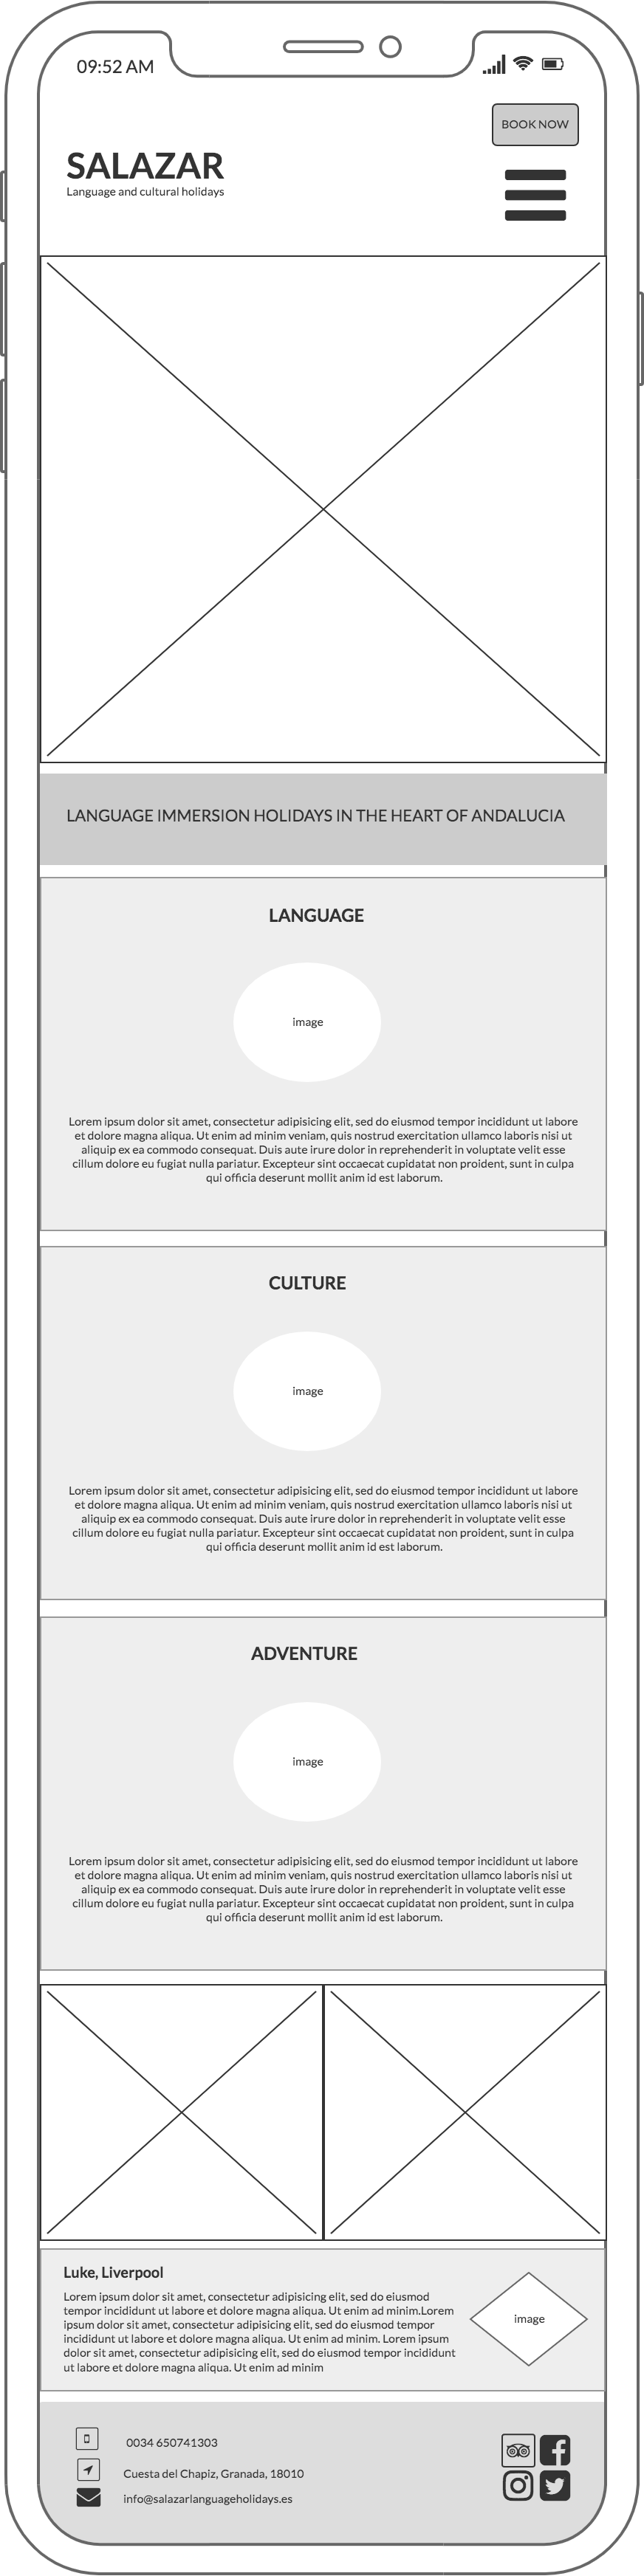 09:52 AM
BOOK NOW
SALAZAR
Language and cultural holidays
LANGUAGE IMMERSION HOLIDAYS IN THE HEART OF ANDALUCIA
LANGUAGE
image
Lorem ipsum dolor sit amet, consectetur adipisicing elit, sed do eiusmod tempor incididunt ut labore
et dolore magna aliqua. Ut enim ad minim veniam, quis nostrud exercitation ullamco laboris nisi ut
aliquip ex ea commodo consequat. Duis aute irure dolor in reprehenderit in voluptate velit esse
cillum dolore eu fugiat nulla pariatur. Excepteur sint occaecat cupidatat non proident, sunt in culpa
qui officia deserunt mollit anim id est laborum.
CULTURE
image
Lorem ipsum dolor sit amet, consectetur adipisicing elit, sed do eiusmod tempor incididunt ut labore
et dolore magna aliqua. Ut enim ad minim veniam, quis nostrud exercitation ullamco laboris nisi ut
aliquip ex ea commodo consequat. Duis aute irure dolor in reprehenderit in voluptate velit esse
cillum dolore eu fugiat nulla pariatur. Excepteur sint occaecat cupidatat non proident, sunt in culpa
qui officia deserunt mollit anim id est laborum.
ADVENTURE
image
Lorem ipsum dolor sit amet, consectetur adipisicing elit, sed do eiusmod tempor incididunt ut labore
et dolore magna aliqua. Ut enim ad minim veniam, quis nostrud exercitation ullamco laboris nisi ut
aliquip ex ea commodo consequat. Duis aute irure dolor in reprehenderit in voluptate velit esse
cillum dolore eu fugiat nulla pariatur. Excepteur sint occaecat cupidatat non proident, sunt in culpa
qui officia deserunt mollit anim id est laborum.
Luke, Liverpool
Lorem ipsum dolor sit amet, consectetur adipisicing elit, sed do eiusmod
tempor incididunt ut labore et dolore magna aliqua. Ut enim ad minim.Lorem
ipsum dolor sit amet, consectetur adipisicing elit, sed do eiusmod tempor
incididunt ut labore et dolore magna aliqua. Ut enim ad minim. Lorem ipsum
dolor sit amet, consectetur adipisicing elit, sed do eiusmod tempor incididunt
ut labore et dolore magna aliqua. Ut enim ad minim
image
0034 650741303
Cuesta del Chapiz, Granada, 18010
info@salazarlanguageholidays.es